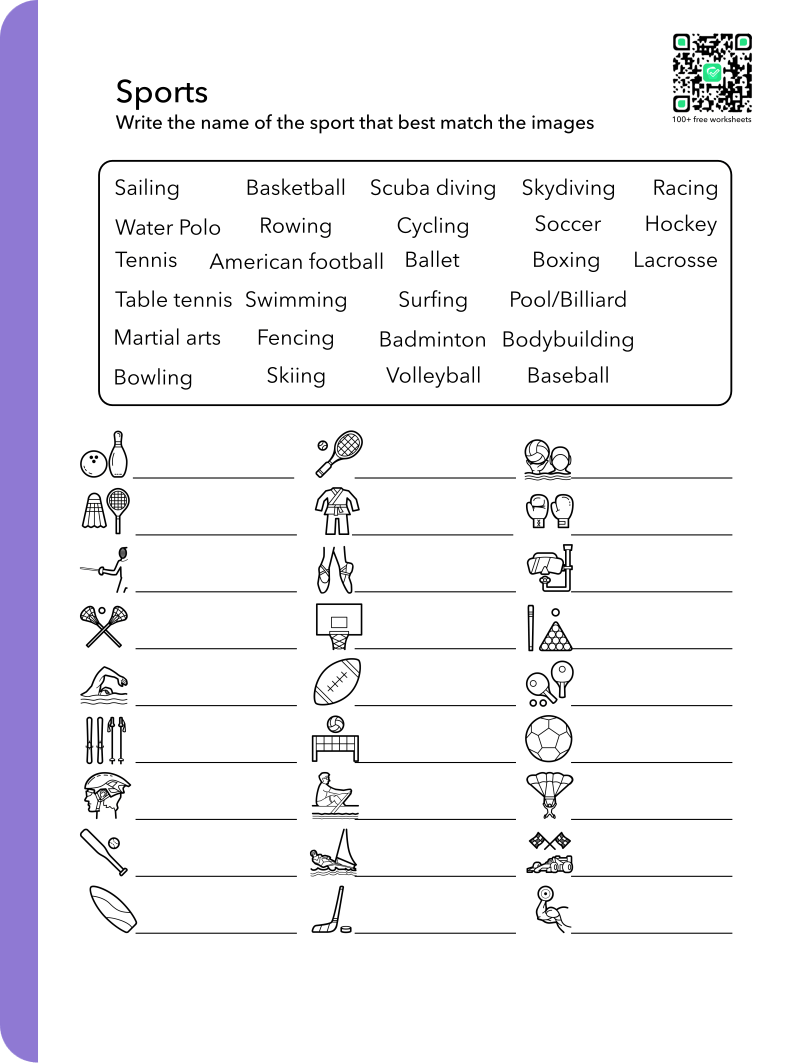 100+ free worksheets
Sports
Write the name of the sport that best match the images
Sailing Basketball Scuba diving Skydiving Racing
Water Polo Rowing Cycling Soccer Hockey
Tennis American football Ballet Boxing Lacrosse
Table tennis Swimming Surfing Pool/Billiard
Martial arts Fencing Badminton Bodybuilding
Bowling Skiing Volleyball Baseball